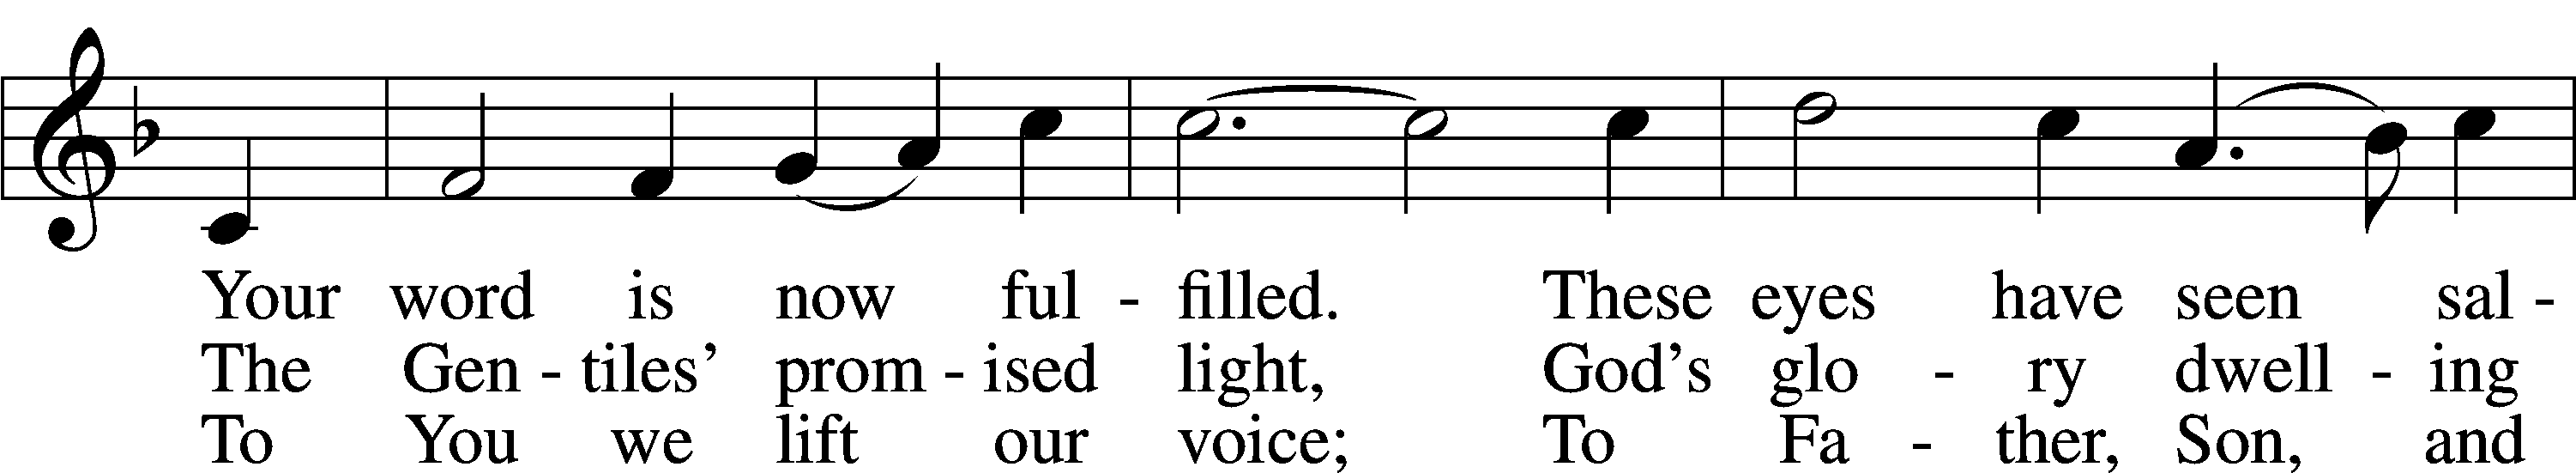 Your word is now ful - filled. These eyes have seen sal -
The Gen - tiles’ prom - ised light, God’s glo - ry dwell - ing
To You we lift our voice; To Fa - ther, Son, and